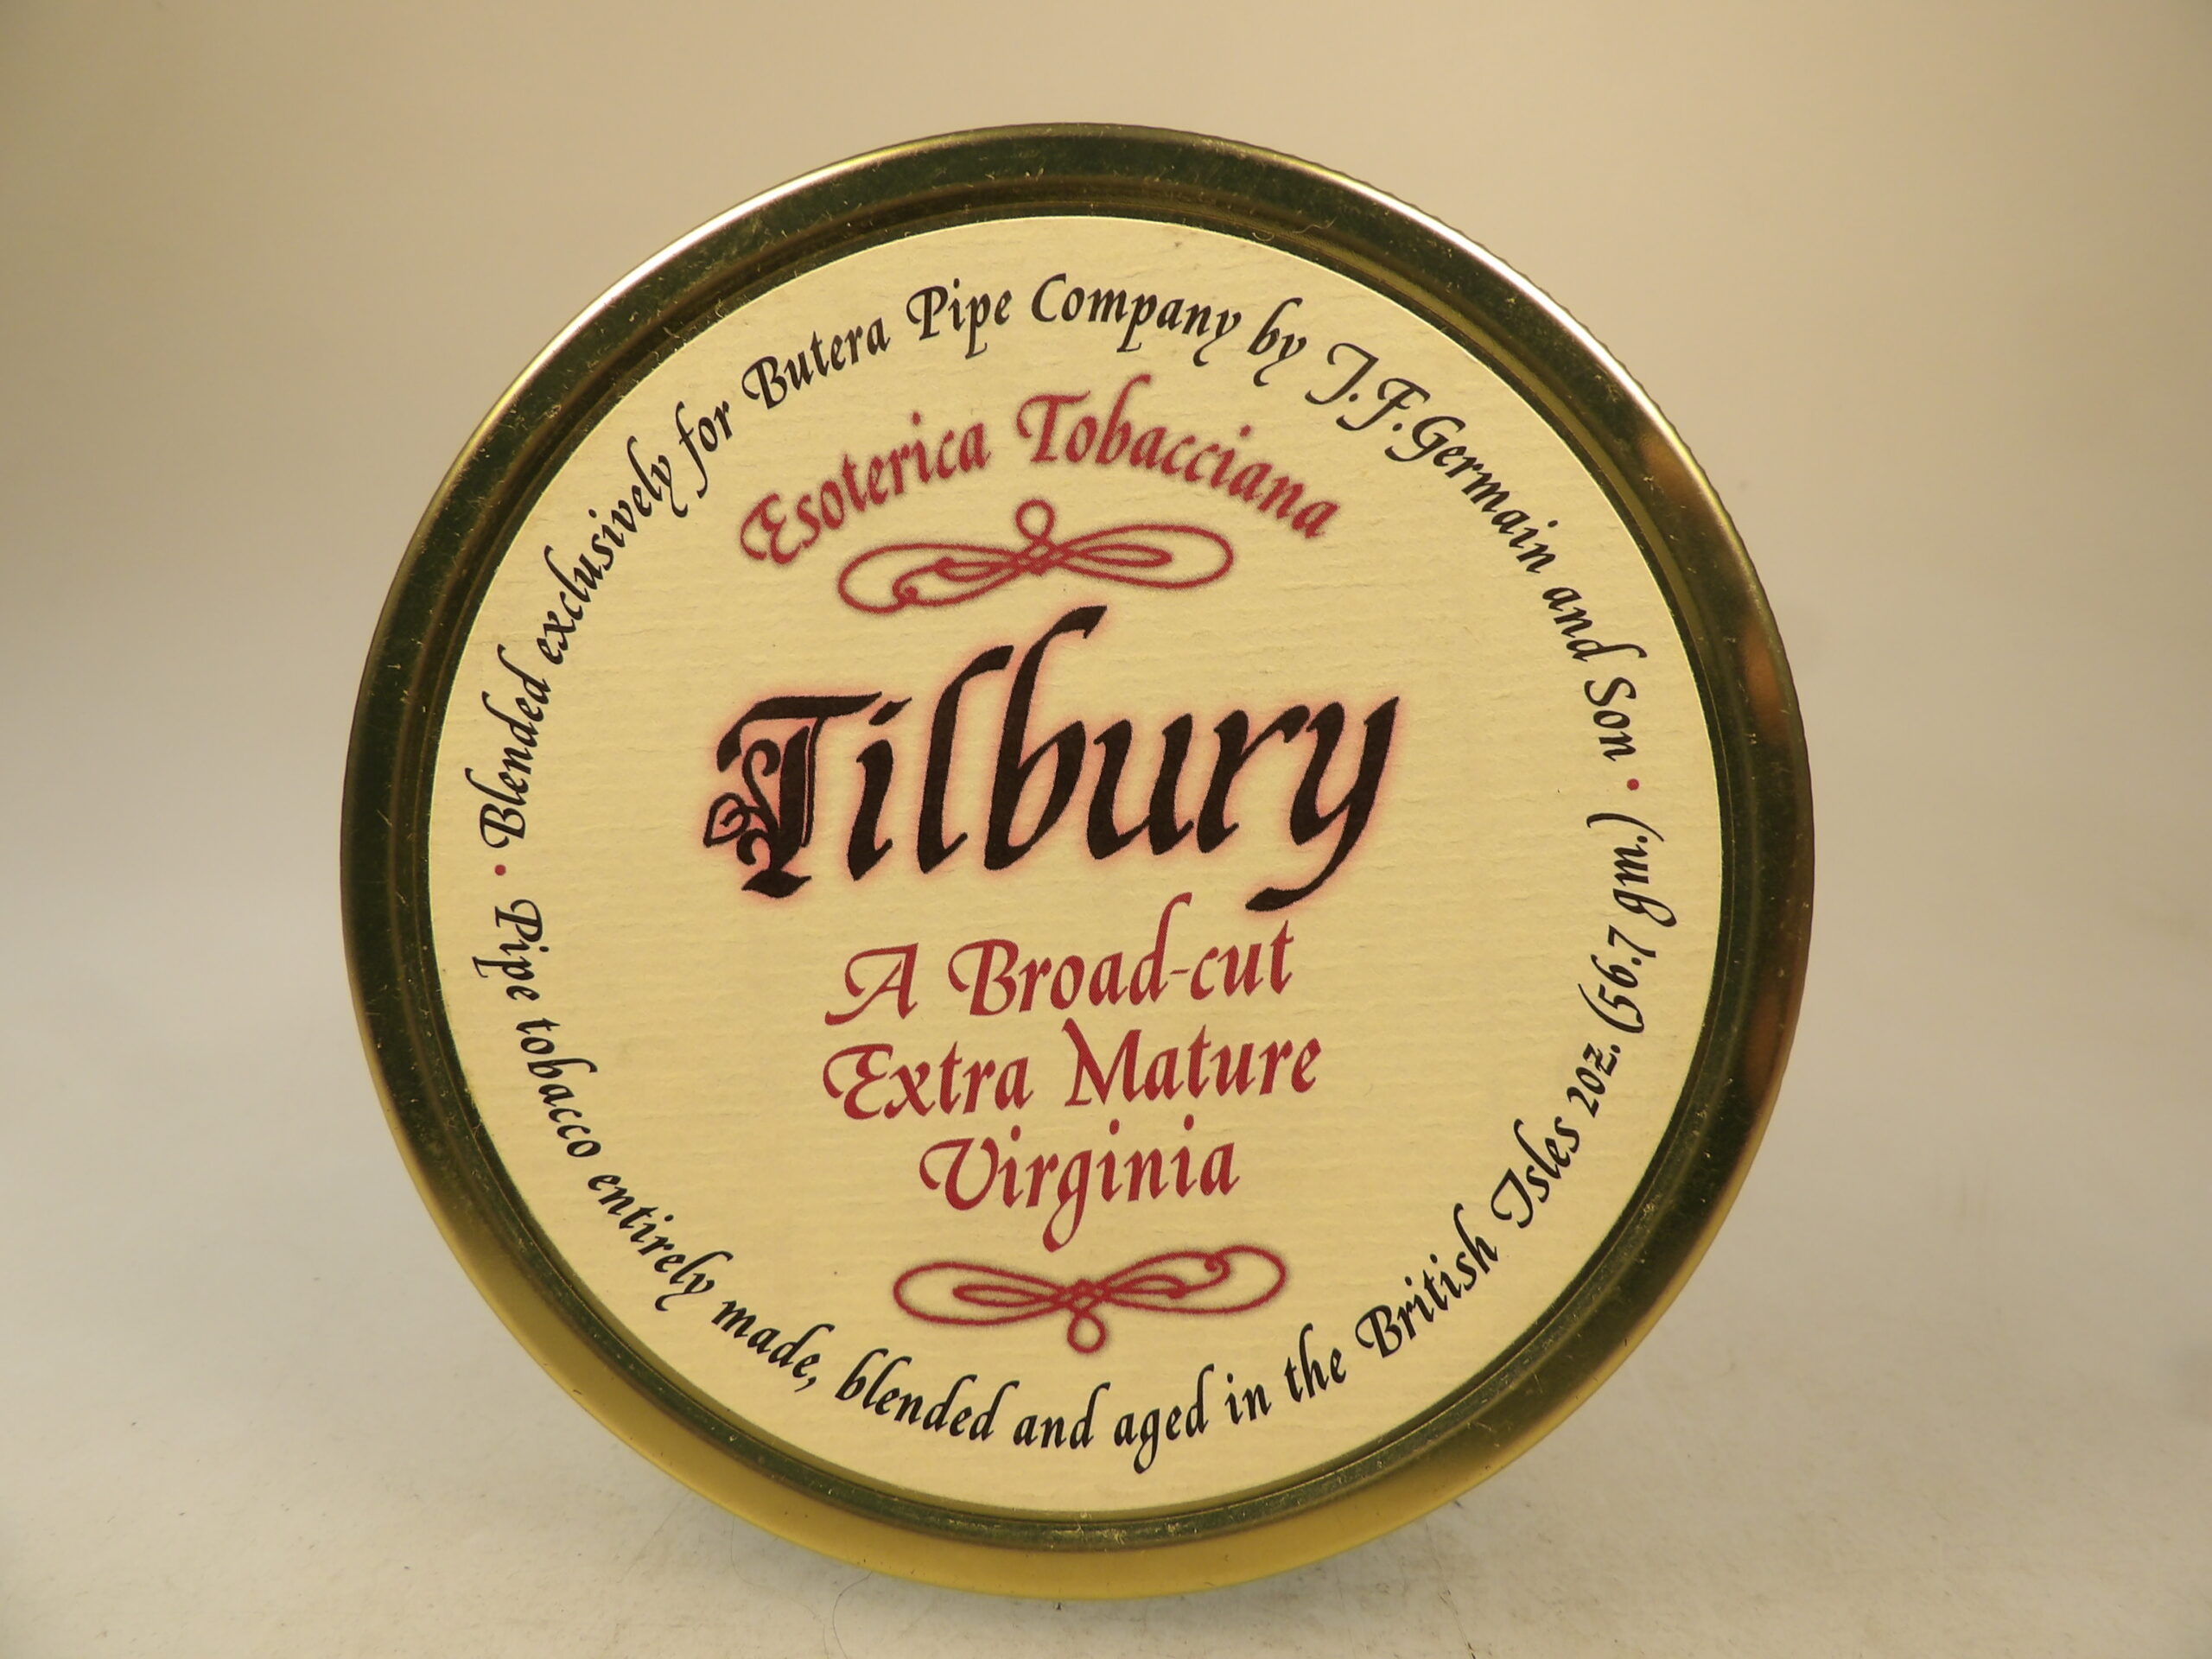 Blended exclusively for Butera Pipe Company by J.F.Germain and Son •
Esoterica Tobacciana
Tilbury
A Broad-cut
Extra Mature
Virginia
Pipe tobacco entirely made, blended and aged in the British Isles 2oz. (56.7 gm.) •